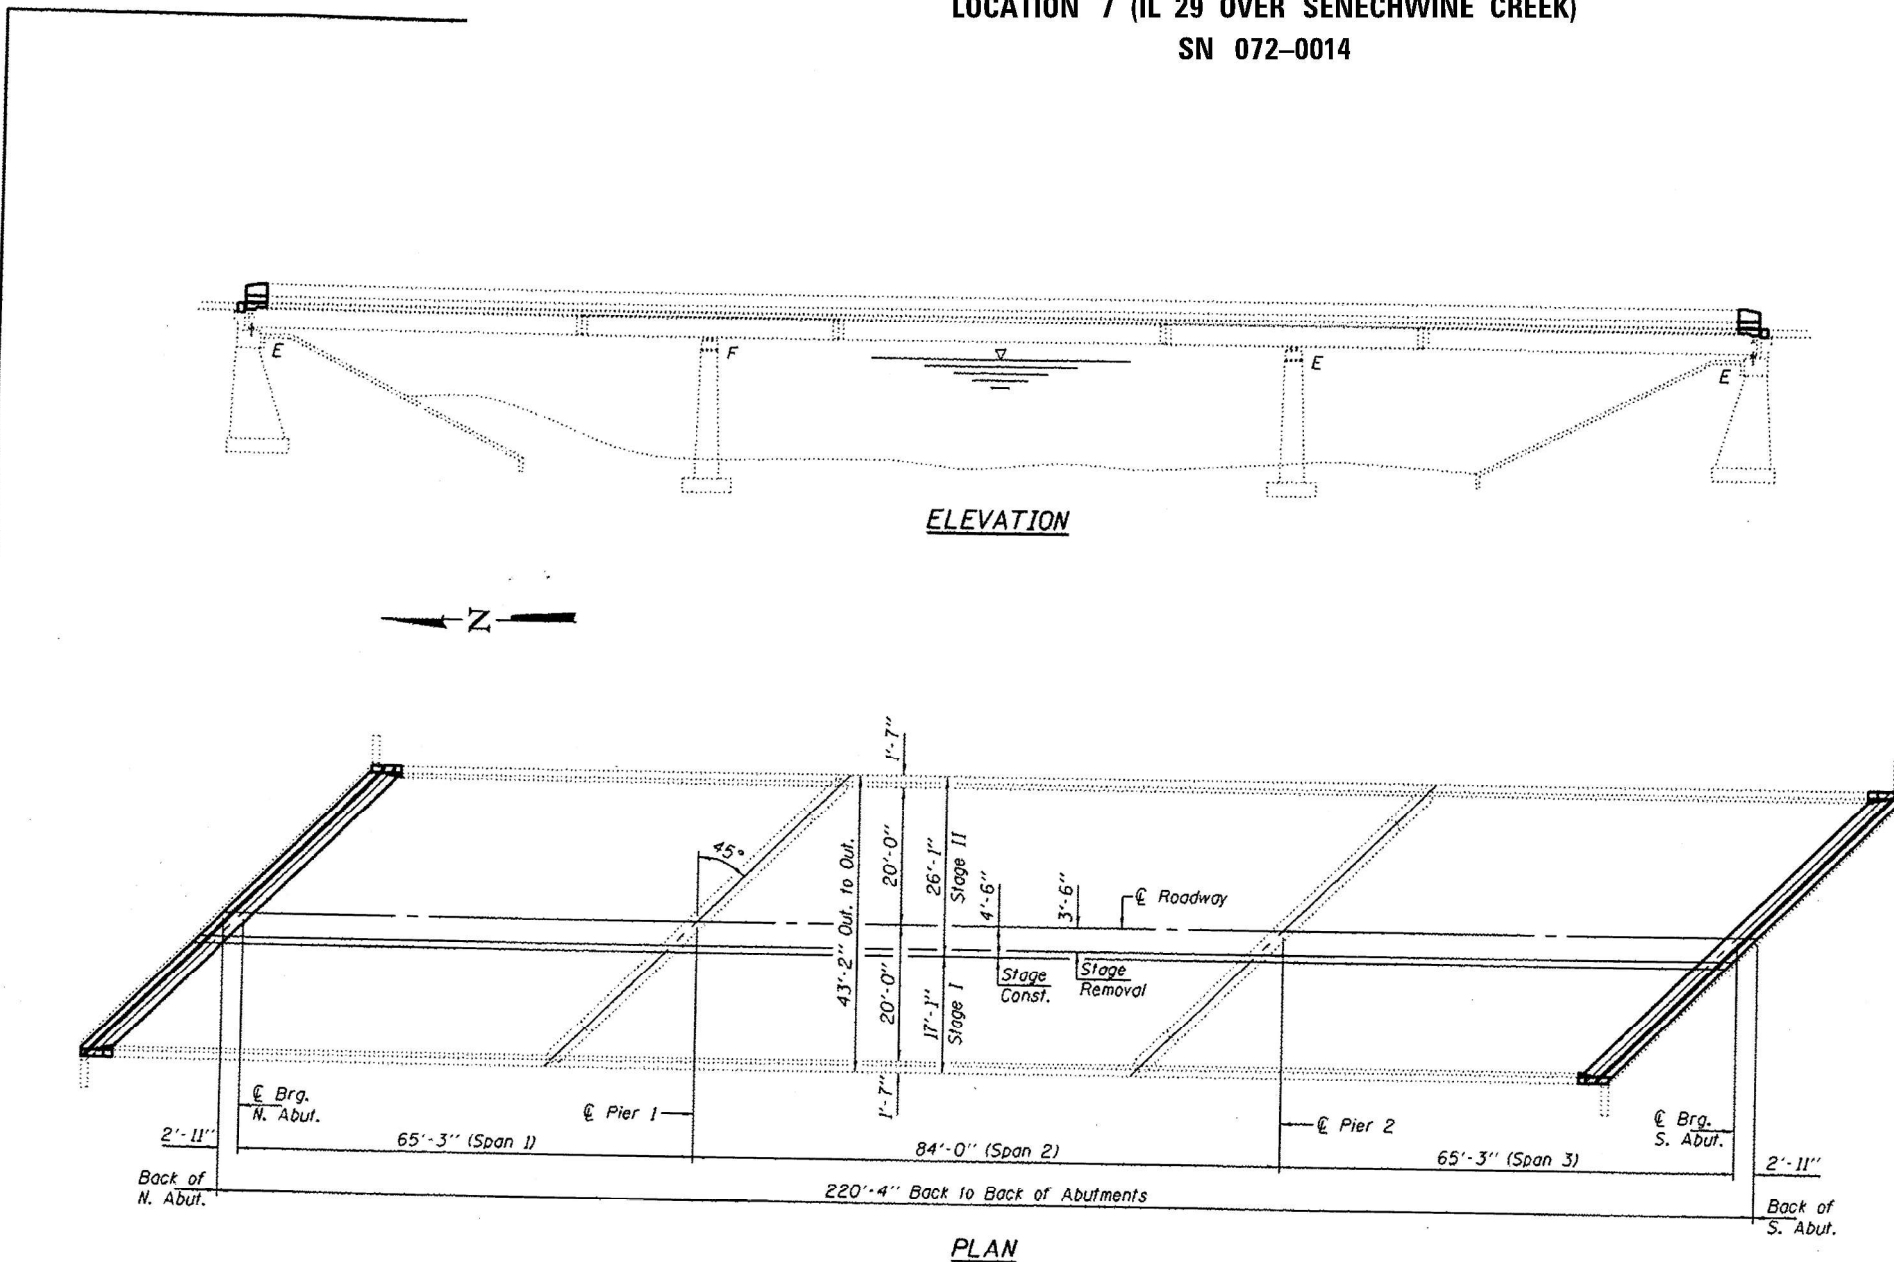 LOCATION 7 (IL 29 OVER SENECHWINE CREEK)
SN 072-0014
E
F
E
E
ELEVATION
Z
1'-7"
45°
43'-2" Out. to Out.
20'-0"
26'-1"
Stage II
4'-6"
3'-6"
℄ Roadway
20'-0"
17'-1"
Stage I
Stage
Const.
Stage
Removal
1'-7"
℄ Brg.
N. Abut.
℄ Pier 1
℄ Pier 2
℄ Brg.
S. Abut.
2'-11"
65'-3" (Span 1)
84'-0" (Span 2)
65'-3" (Span 3)
2'-11"
Back of
N. Abut.
220'-4" Back to Back of Abutments
Back of
S. Abut.
PLAN